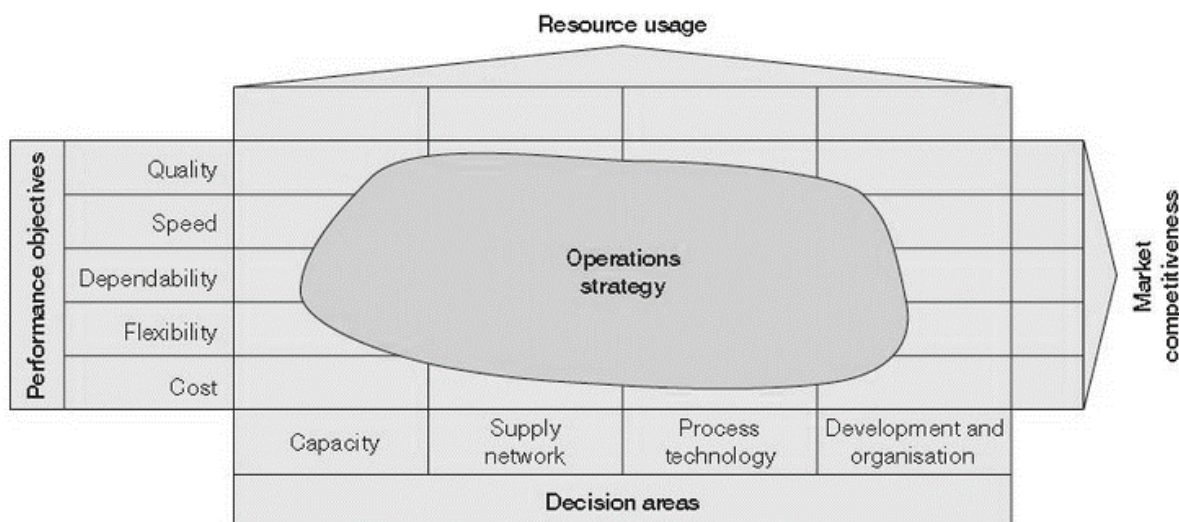 Resource usage
Performance objectives
Quality
Speed
Dependability
Flexibility
Cost
Operations
strategy
Market
competitiveness
Capacity
Supply
network
Process
technology
Development and
organisation
Decision areas